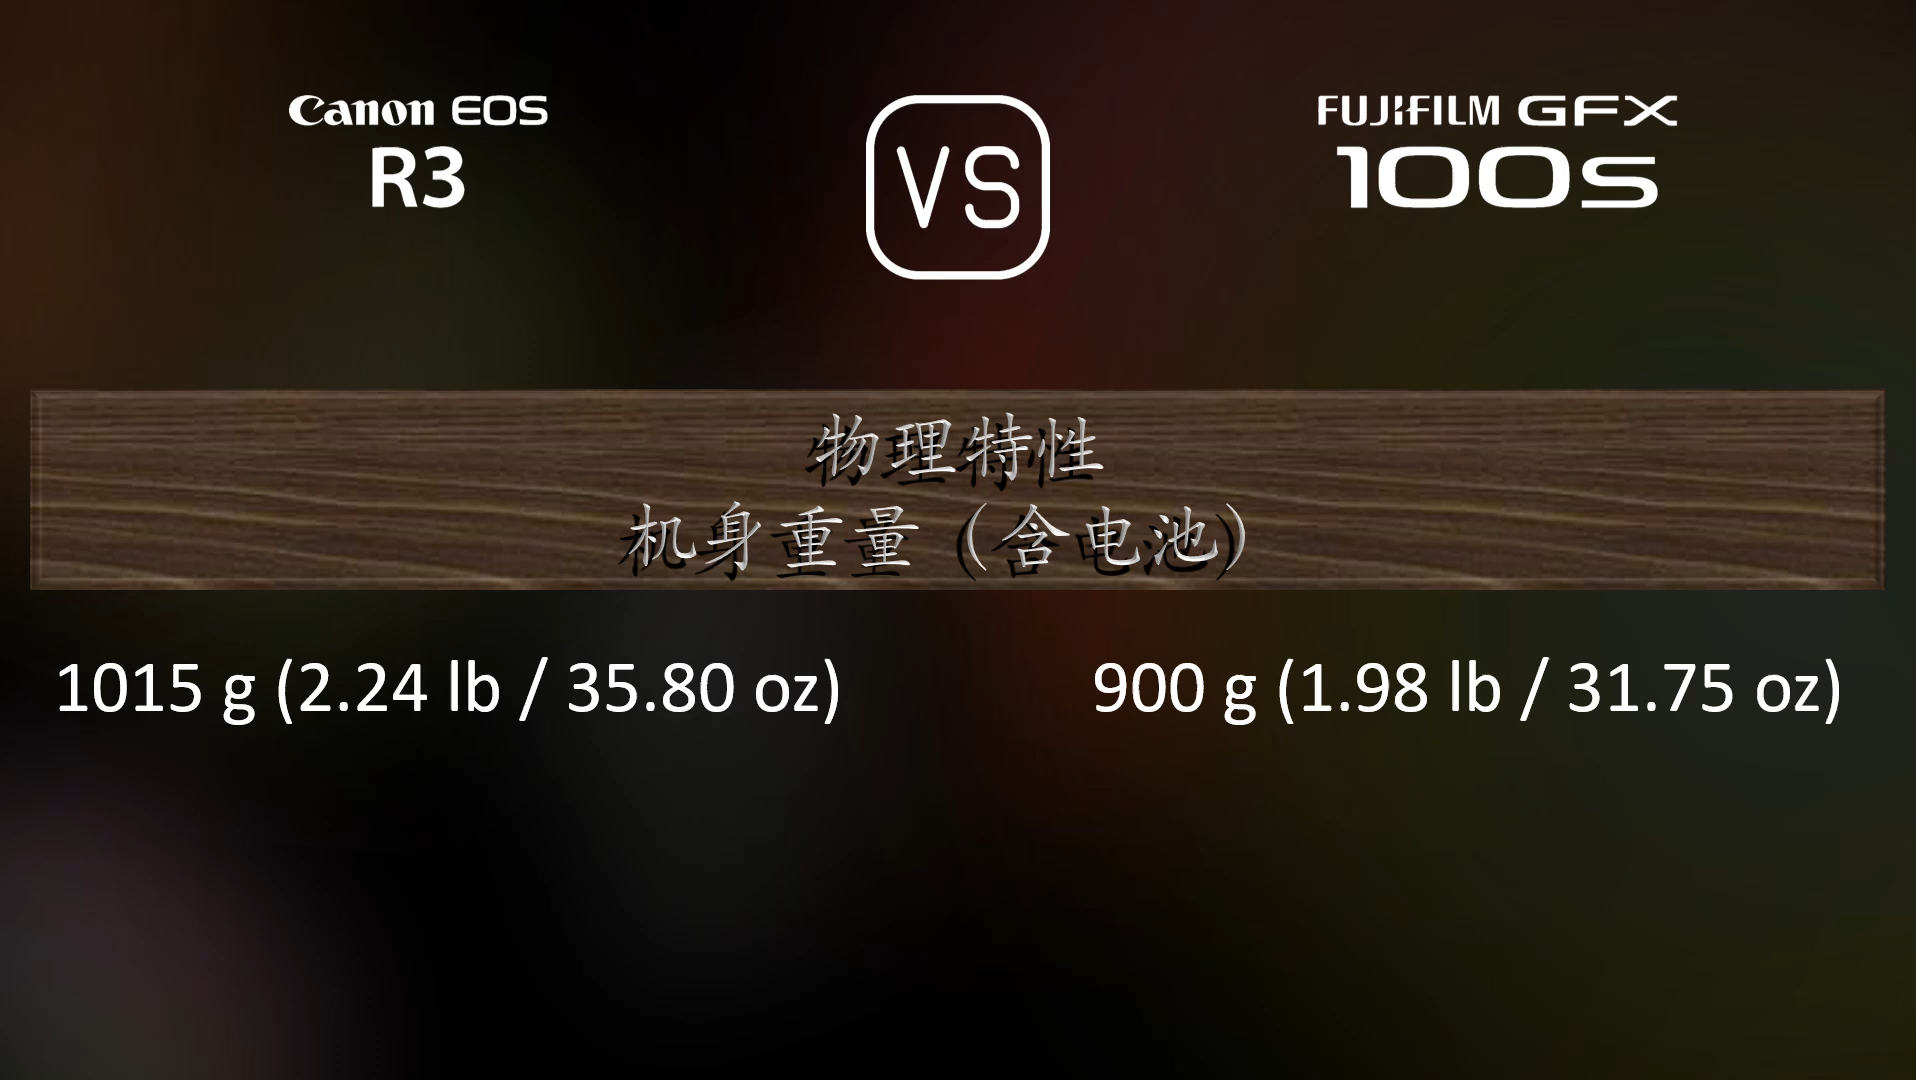 Canon EOS
R3
VS
FUJIFILM GFX
100S
物理特性
机身重量（含电池）
1015 g (2.24 lb / 35.80 oz)
900 g (1.98 lb / 31.75 oz)